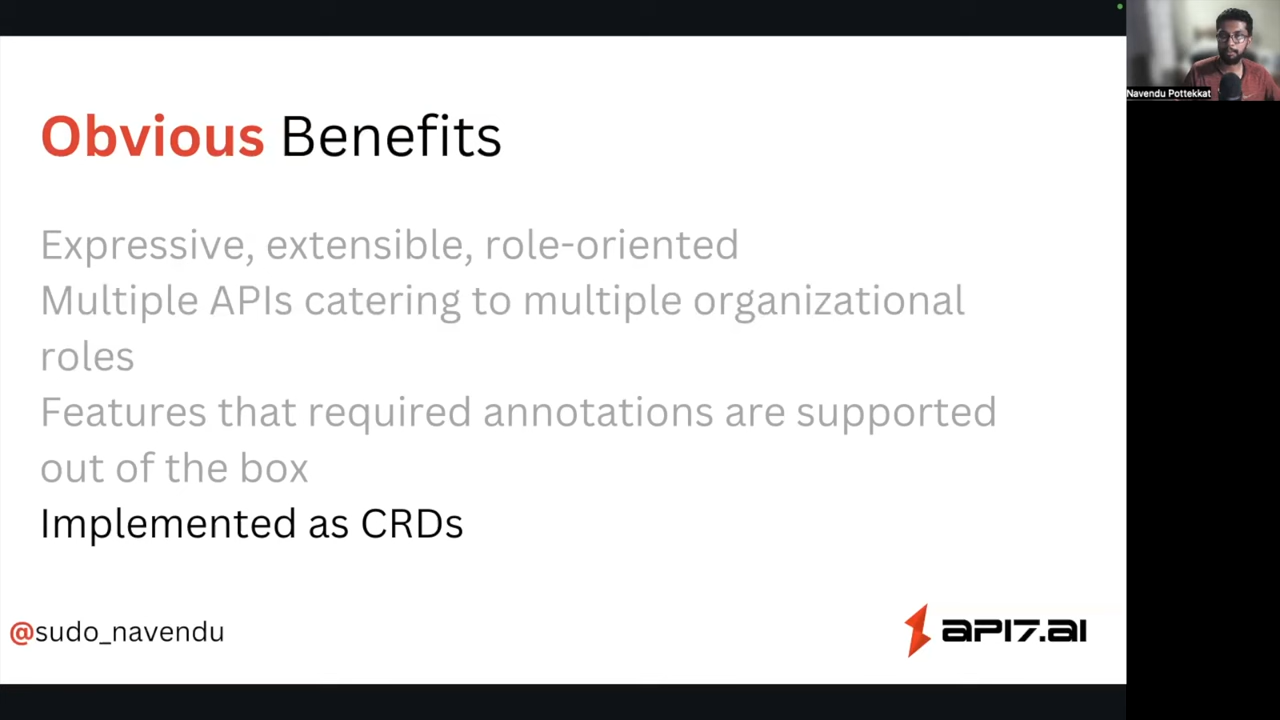 Obvious Benefits
Expressive, extensible, role-oriented
Multiple APIs catering to multiple organizational
roles
Features that required annotations are supported
out of the box
Implemented as CRDs
@sudo_navendu
API7.AI
Navendu Pottekkat